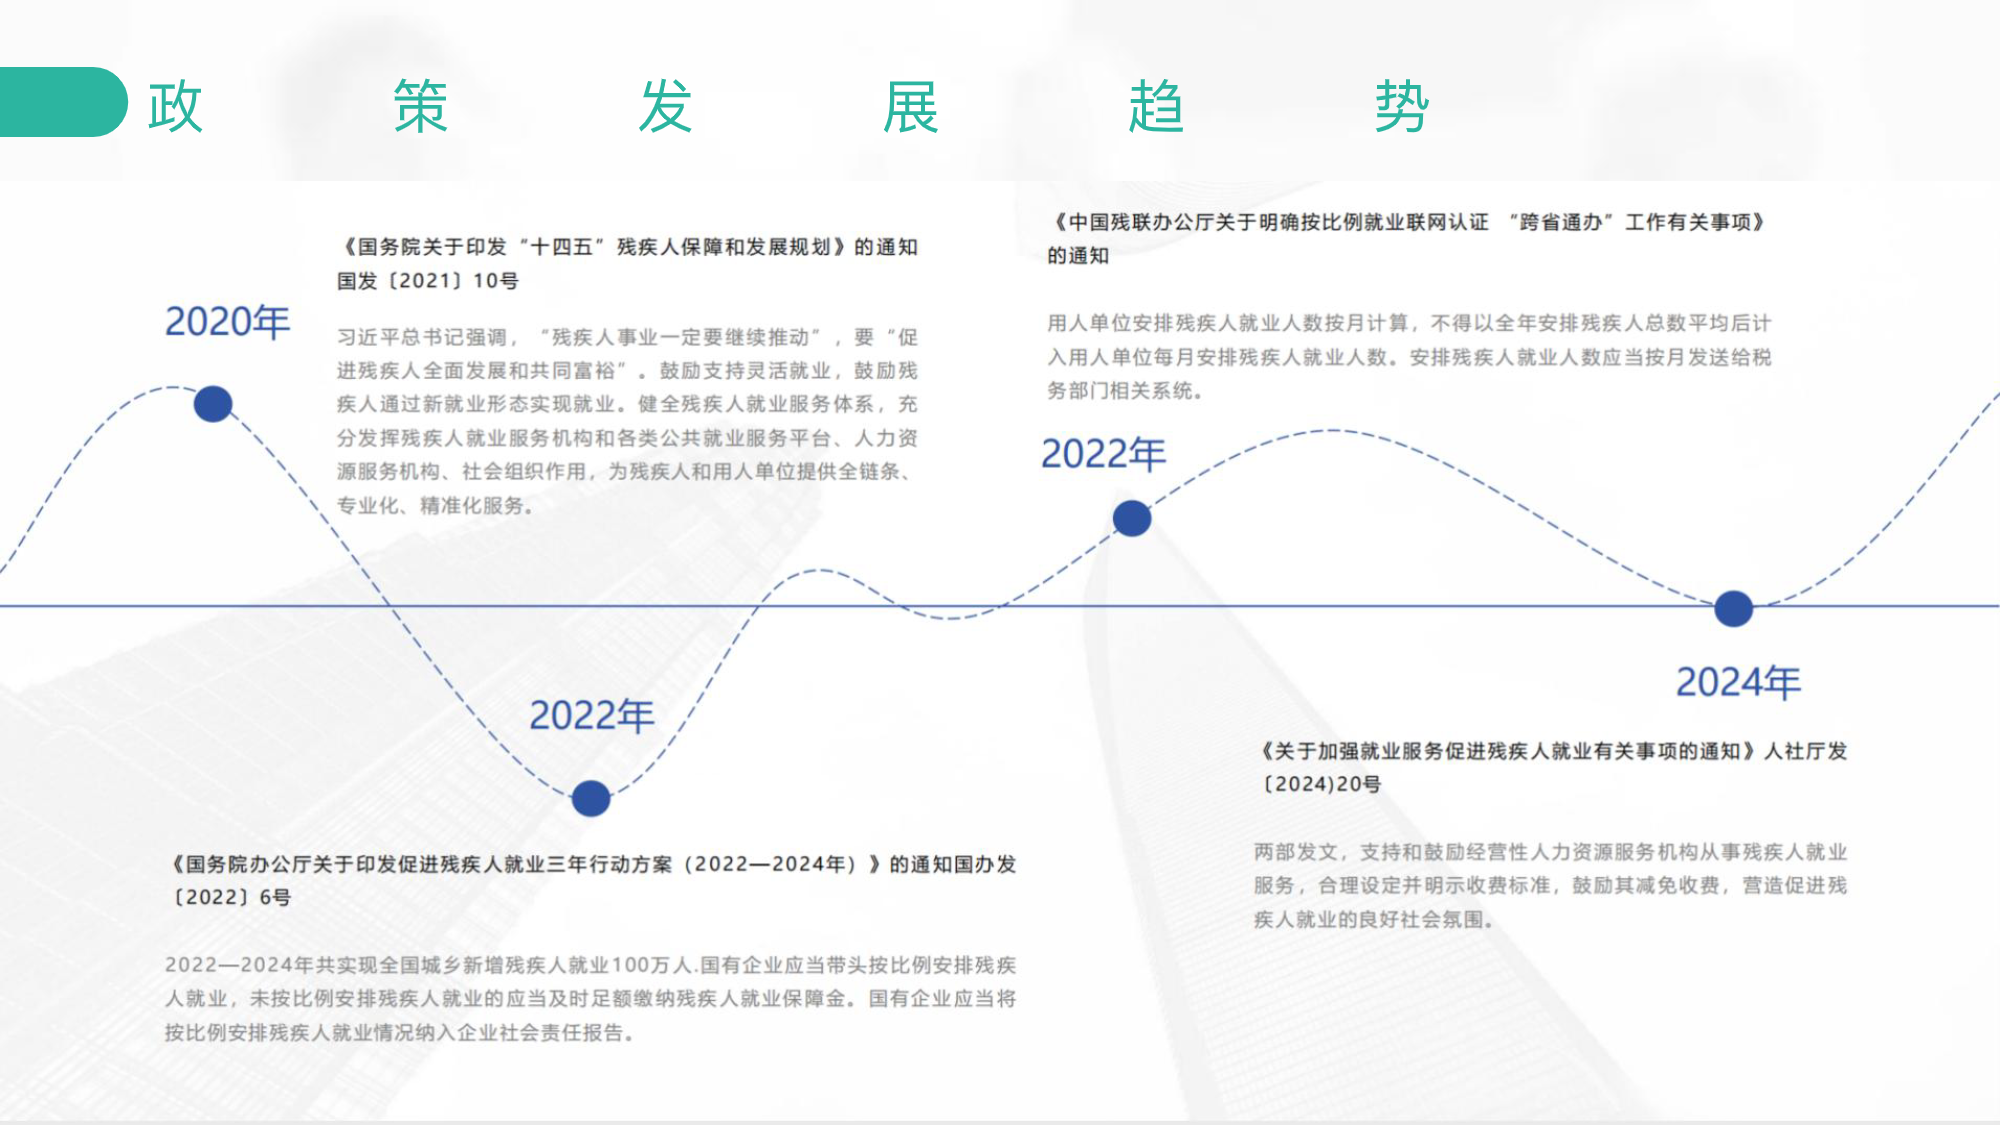 政策发展趋势
2020年
《国务院关于印发“十四五”残疾人保障和发展规划》的通知
国发〔2021〕10号
习近平总书记强调，“残疾人事业一定要继续推动”，要“促
进残疾人全面发展和共同富裕”。鼓励支持灵活就业，鼓励残
疾人通过新就业形态实现就业。健全残疾人就业服务体系，充
分发挥残疾人就业服务机构和各类公共就业服务平台、人力资
源服务机构、社会组织作用，为残疾人和用人单位提供全链条、
专业化、精准化服务。
2022年
《国务院办公厅关于印发促进残疾人就业三年行动方案（2022—2024年）》的通知国办发
〔2022〕6号
2022—2024年共实现全国城乡新增残疾人就业100万人.国有企业应当带头按比例安排残疾
人就业，未按比例安排残疾人就业的应当及时足额缴纳残疾人就业保障金。国有企业应当将
按比例安排残疾人就业情况纳入企业社会责任报告。
《中国残联办公厅关于明确按比例就业联网认证 “跨省通办”工作有关事项》
的通知
用人单位安排残疾人就业人数按月计算，不得以全年安排残疾人总数平均后计
入用人单位每月安排残疾人就业人数。安排残疾人就业人数应当按月发送给税
务部门相关系统。
2022年
2024年
《关于加强就业服务促进残疾人就业有关事项的通知》人社厅发
〔2024)20号
两部发文，支持和鼓励经营性人力资源服务机构从事残疾人就业
服务，合理设定并明示收费标准，鼓励其减免收费，营造促进残
疾人就业的良好社会氛围。